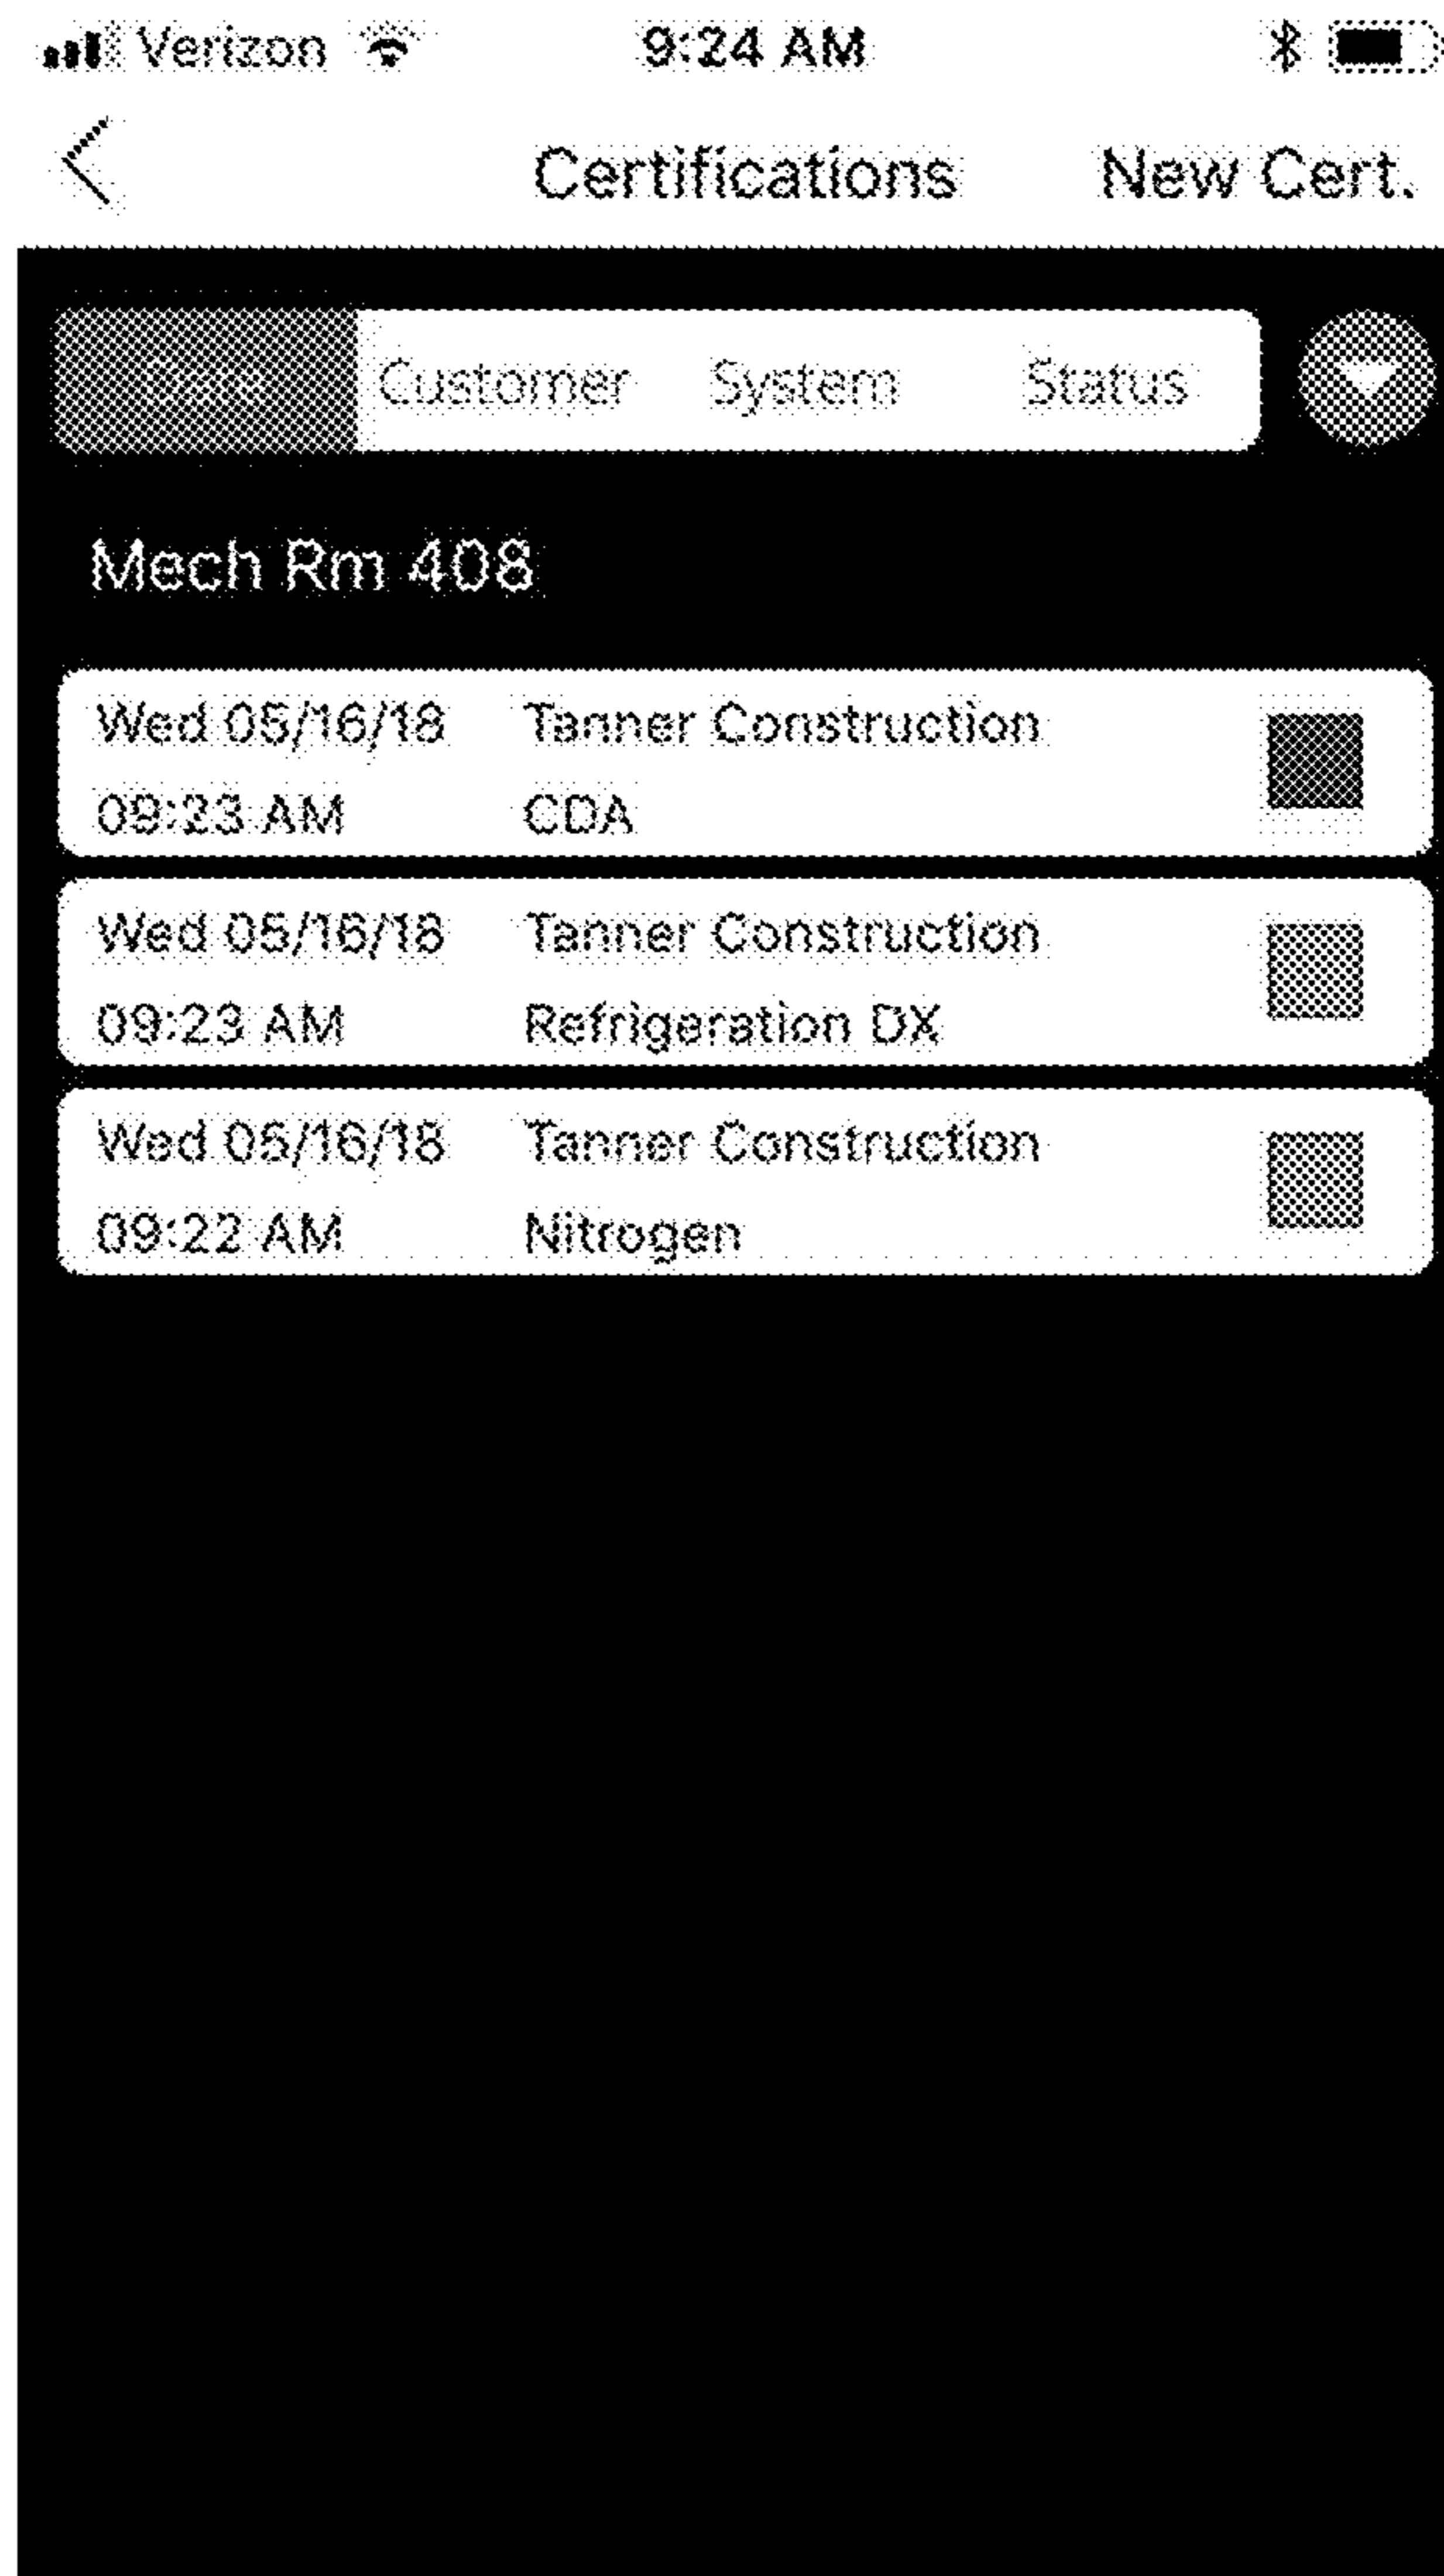 Verizon 9:24 AM
Certifications New Cert.
Customer System Status
Mech Rm 408
Wed 05/16/18 Tanner Construction
09:23 AM CDA
Wed 05/16/18 Tanner Construction
09:23 AM Refrigeration DX
Wed 05/16/18 Tanner Construction
09:22 AM Nitrogen